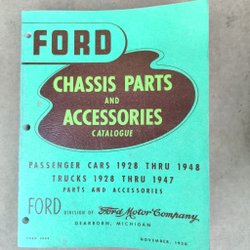 FORD
CHASSIS PARTS
AND
ACCESSORIES
CATALOGUE
PASSENGER CARS 1928 THRU 1948
TRUCKS 1928 THRU 1947
PARTS AND ACCESSORIES
FORD DIVISION OF Ford Motor Company
DEARBORN, MICHIGAN
NOVEMBER,